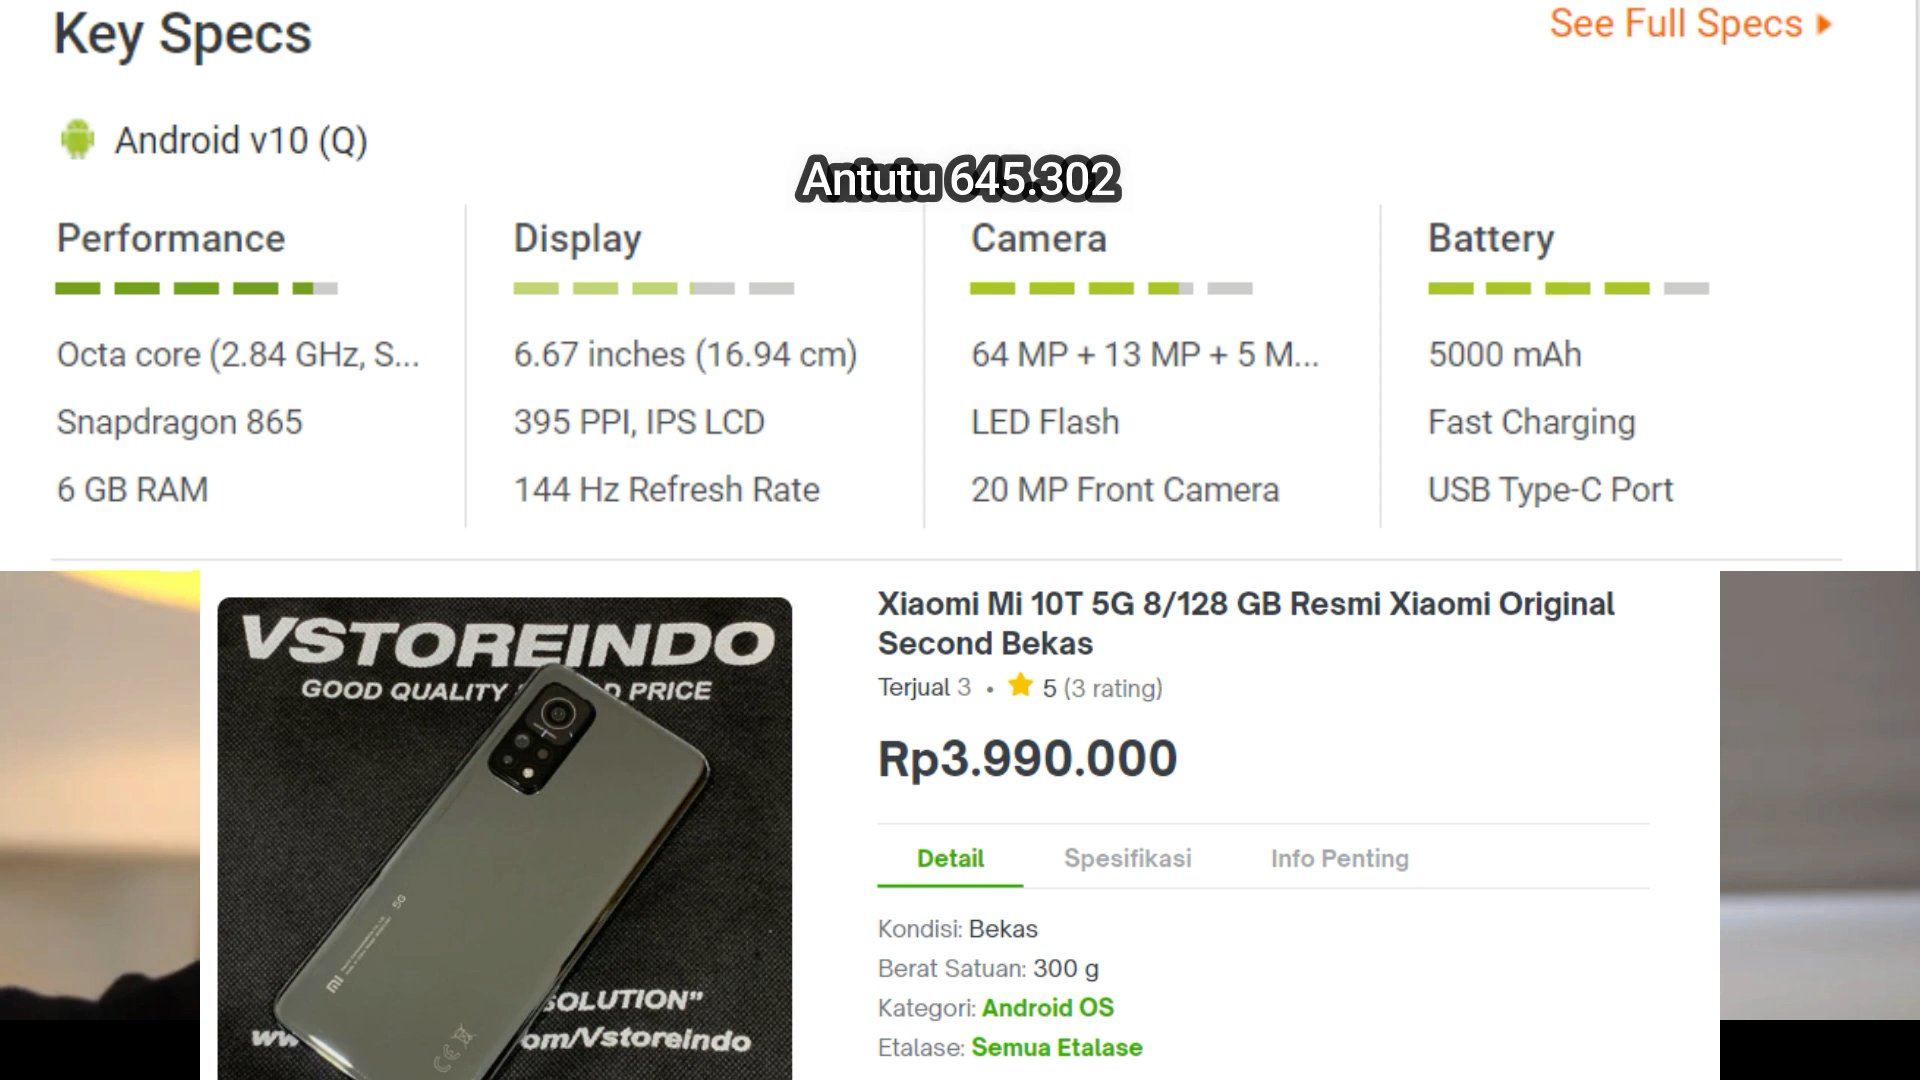 Key Specs
See Full Specs
Android v10 (Q)
Antutu 645.302
Performance
Octa core (2.84 GHz, S...
Snapdragon 865
6 GB RAM
Display
6.67 inches (16.94 cm)
395 PPI, IPS LCD
144 Hz Refresh Rate
Camera
64 MP + 13 MP + 5 M...
LED Flash
20 MP Front Camera
Battery
5000 mAh
Fast Charging
USB Type-C Port
VSTOREINDO
GOOD QUALITY PRICE
MI
5G
SOLUTION"
om/Vstoreindo
Xiaomi Mi 10T 5G 8/128 GB Resmi Xiaomi Original
Second Bekas
Terjual 3 • 5 (3 rating)
Rp3.990.000
Detail
Spesifikasi
Info Penting
Kondisi: Bekas
Berat Satuan: 300 g
Kategori: Android OS
Etalase: Semua Etalase